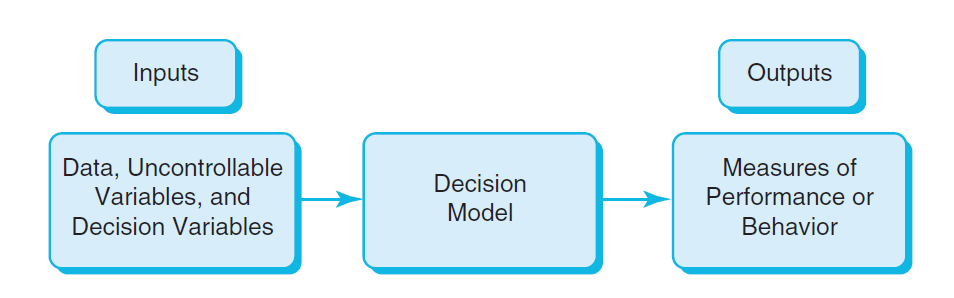 Inputs
Outputs
Data, Uncontrollable
Variables, and
Decision Variables
Decision
Model
Measures of
Performance or
Behavior